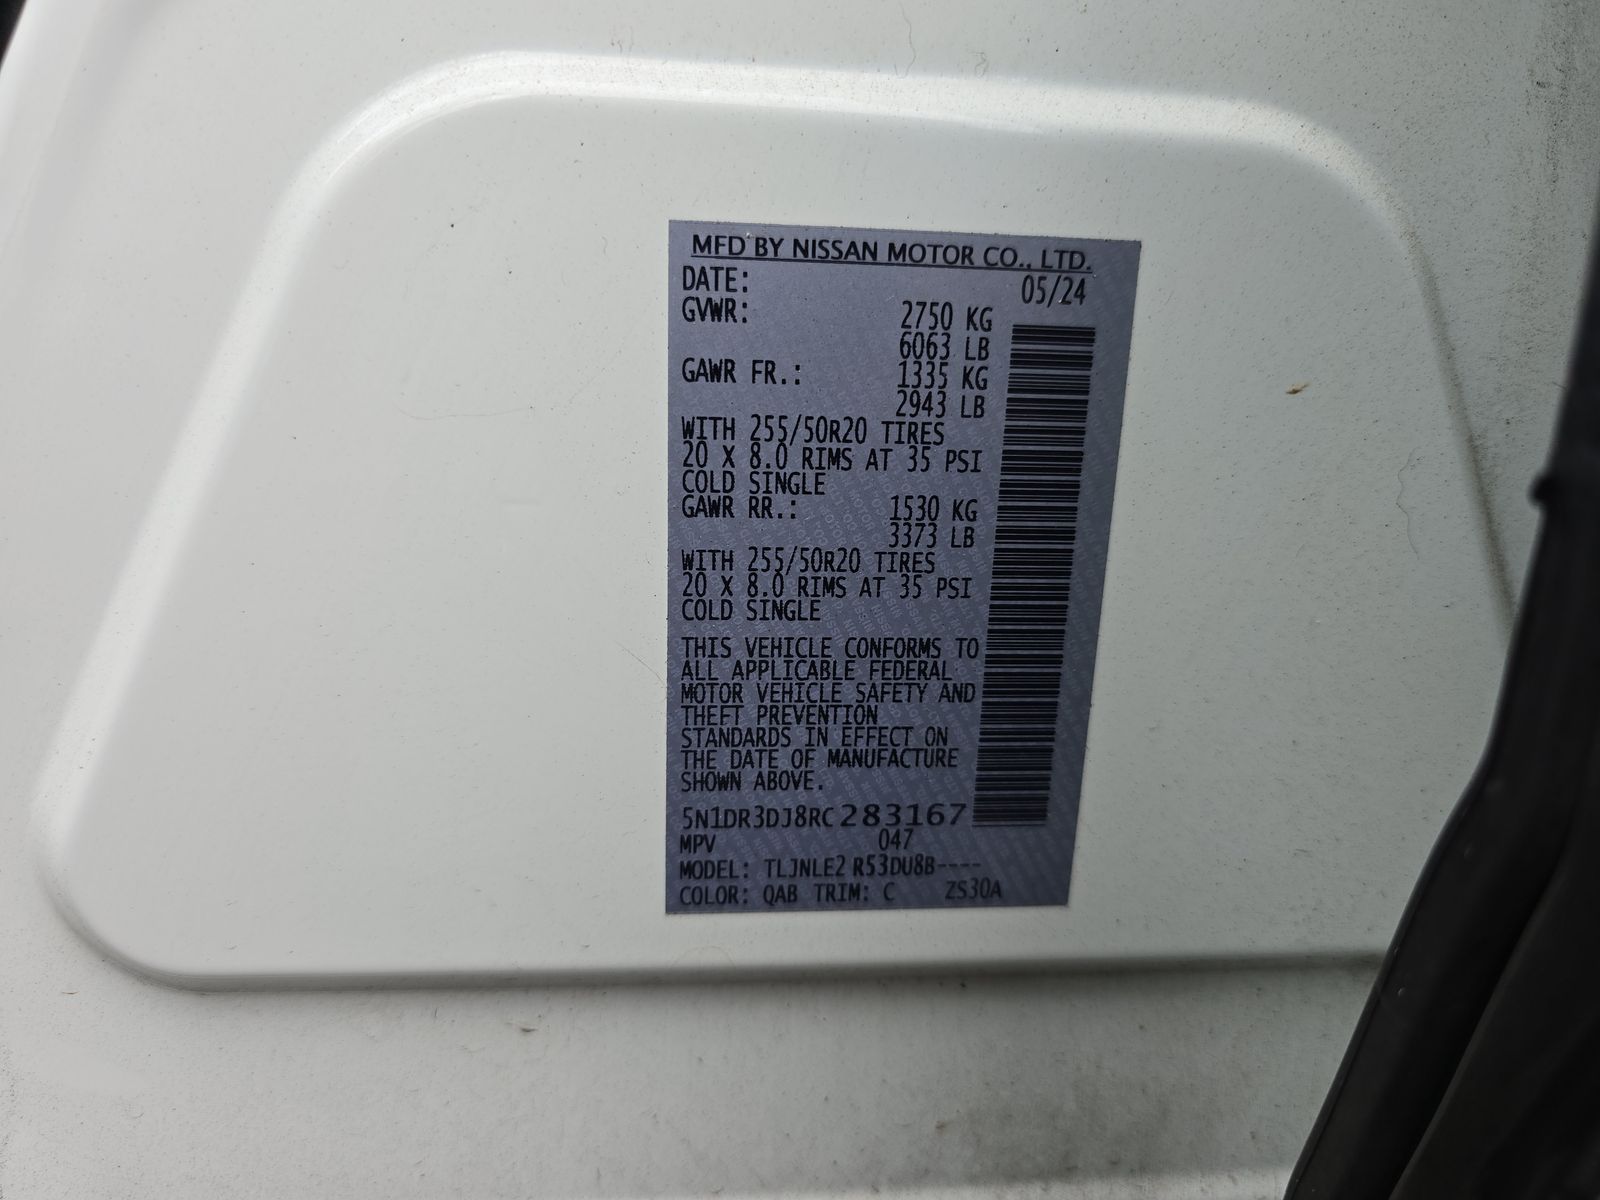 MFD BY NISSAN MOTOR CO., LTD.
DATE: 05/24
GVWR: 2750 KG
6063 LB
GAWR FR.: 1335 KG
2943 LB
WITH 255/50R20 TIRES
20 X 8.0 RIMS AT 35 PSI
COLD SINGLE
GAWR RR.: 1530 KG
3373 LB
WITH 255/50R20 TIRES
20 X 8.0 RIMS AT 35 PSI
COLD SINGLE
THIS VEHICLE CONFORMS TO
ALL APPLICABLE FEDERAL
MOTOR VEHICLE SAFETY AND
THEFT PREVENTION
STANDARDS IN EFFECT ON
THE DATE OF MANUFACTURE
SHOWN ABOVE.
5N1DR3DJ8RC283167
MPV 047
MODEL: TLJNLE2 R53DU8B----
COLOR: QAB TRIM: C ZS30A